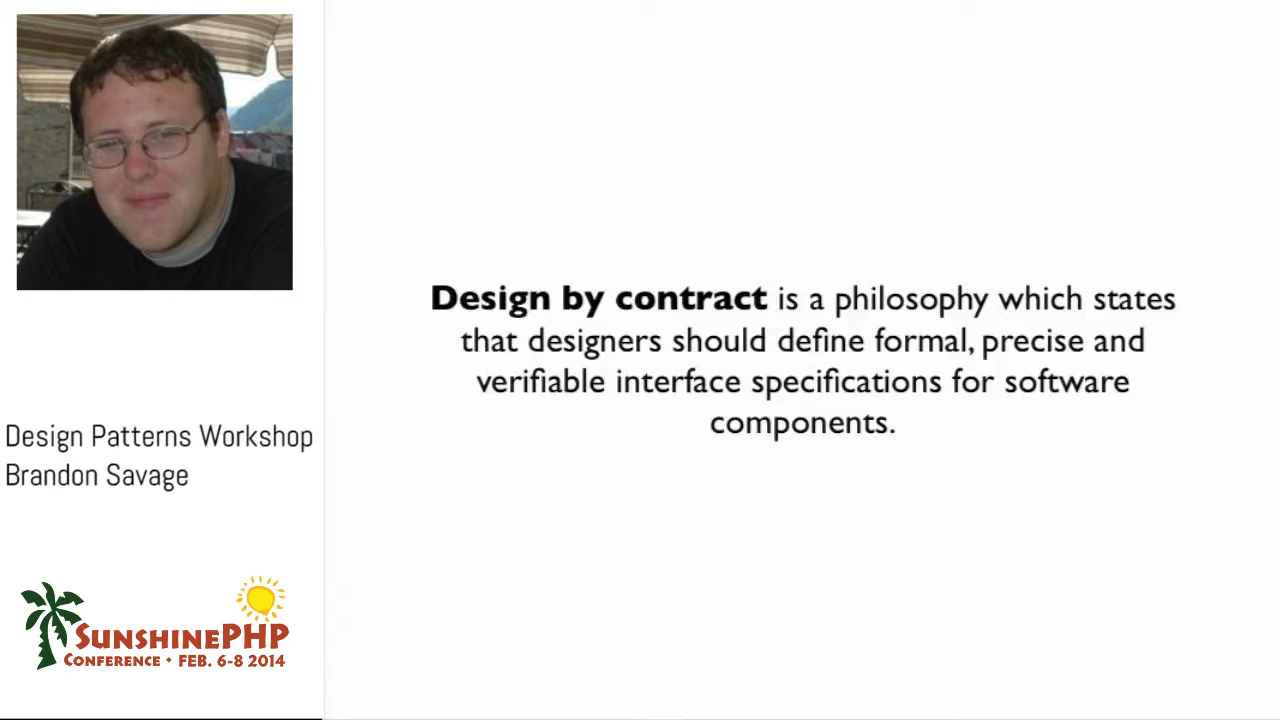 Design by contract is a philosophy which states
that designers should define formal, precise and
verifiable interface specifications for software
components.
Design Patterns Workshop
Brandon Savage
SUNSHINEPHP
CONFERENCE • FEB. 6-8 2014